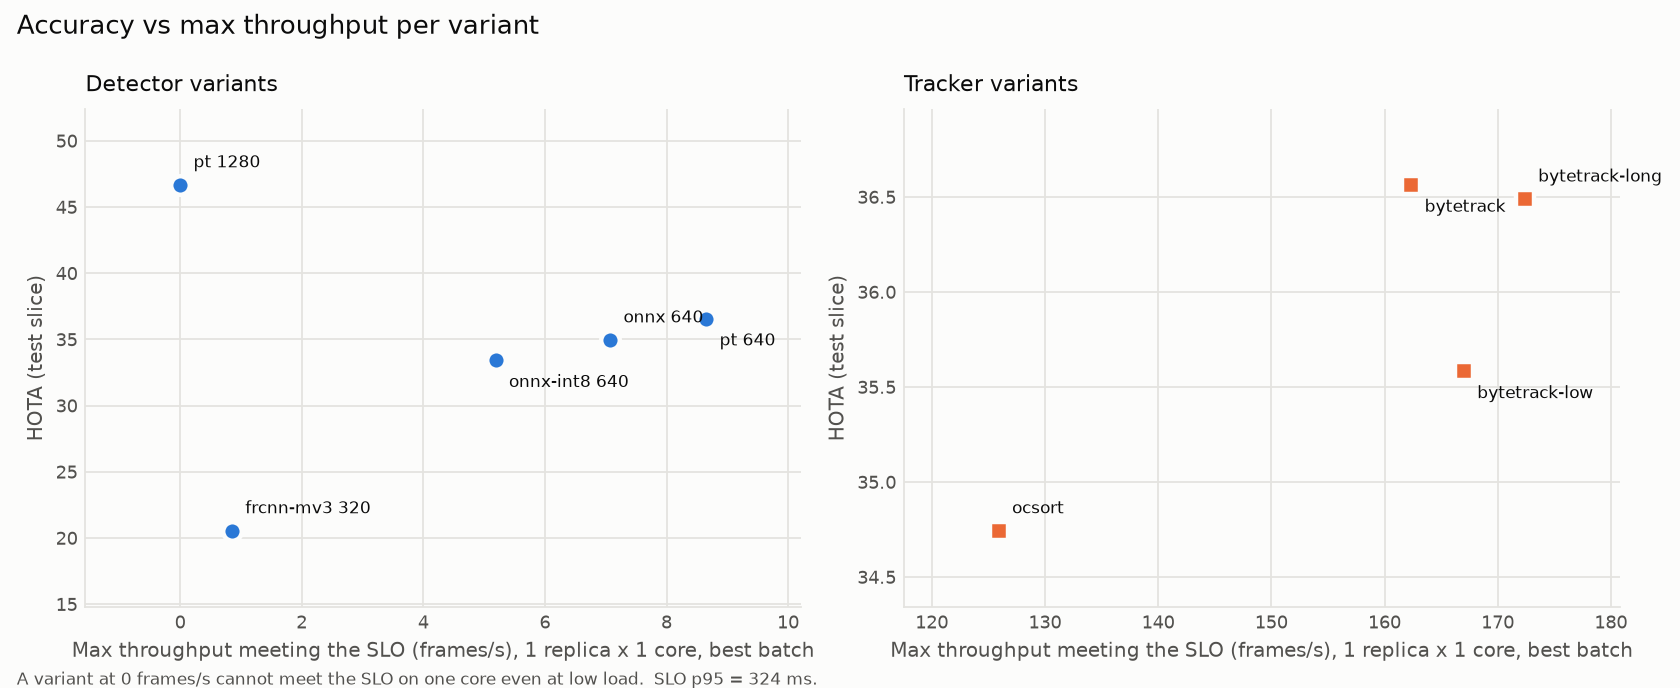 Accuracy vs max throughput per variant
Detector variants
50
45
40
35
30
25
20
15
HOTA (test slice)
pt 1280
onnx 640
pt 640
onnx-int8 640
frcnn-mv3 320
0 2 4 6 8 10
Max throughput meeting the SLO (frames/s), 1 replica x 1 core, best batch
Tracker variants
36.5
36.0
35.5
35.0
34.5
HOTA (test slice)
bytetrack-long
bytetrack
bytetrack-low
ocsort
120 130 140 150 160 170 180
Max throughput meeting the SLO (frames/s), 1 replica x 1 core, best batch
A variant at 0 frames/s cannot meet the SLO on one core even at low load. SLO p95 = 324 ms.